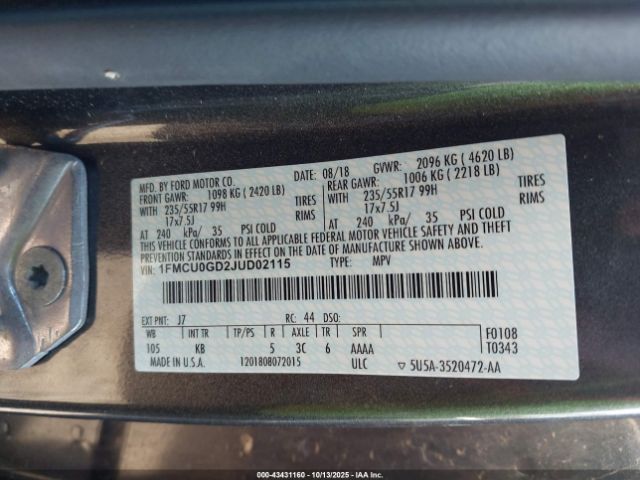 MFD. BY FORD MOTOR CO.
DATE: 08/18 GVWR: 2096 KG ( 4620 LB)
FRONT GAWR: 1098 KG ( 2420 LB) REAR GAWR: 1006 KG ( 2218 LB)
WITH 235/55R17 99H TIRES WITH 235/55R17 99H TIRES
17x7.5J RIMS 17x7.5J RIMS
AT 240 kPa/ 35 PSI COLD AT 240 kPa/ 35 PSI COLD
THIS VEHICLE CONFORMS TO ALL APPLICABLE FEDERAL MOTOR VEHICLE SAFETY AND THEFT
PREVENTION STANDARDS IN EFFECT ON THE DATE OF MANUFACTURE SHOWN ABOVE.
VIN: 1FMCU0GD2JUD02115 TYPE: MPV
EXT PNT: J7 RC: 44 DSO:
WB INT TR TP/PS R AXLE TR SPR F0108
105 KB 5 3C 6 AAAA T0343
MADE IN U.S.A. 1201808072015 ULC 5U5A-3520472-AA
000-43431160 | 10/13/2025 | IAA, Inc.